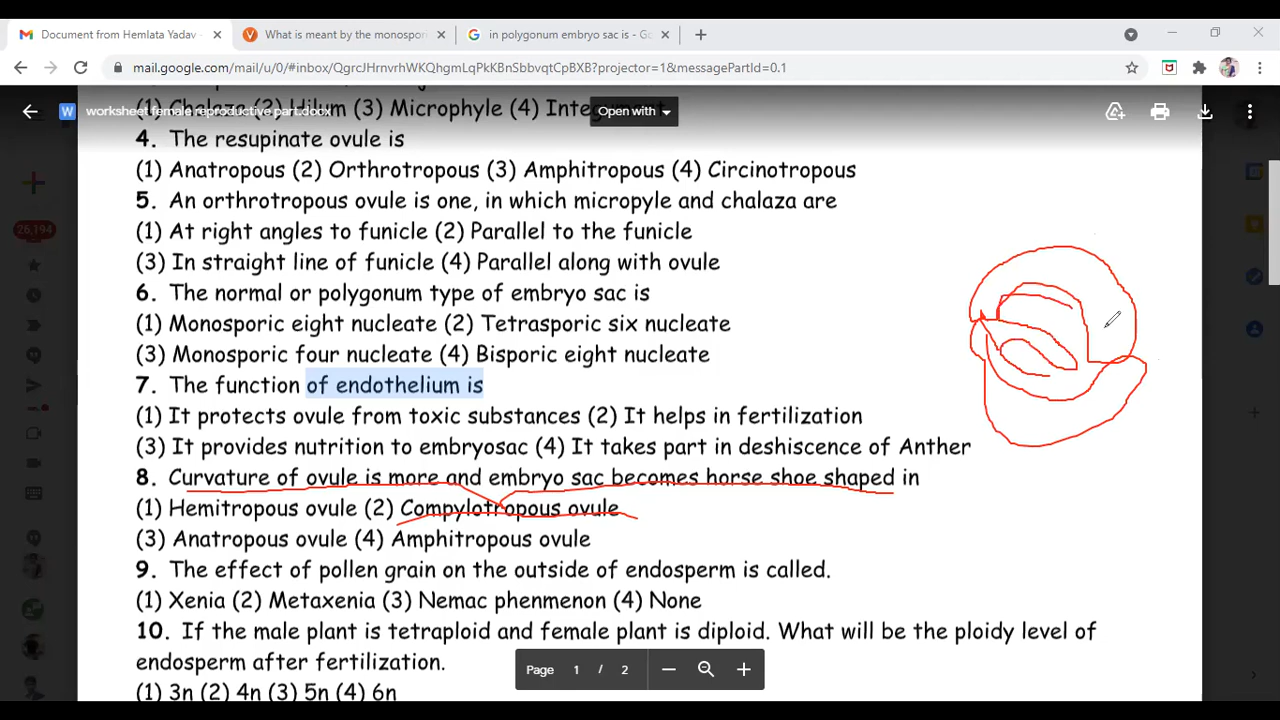 Document from Hemlata Yadav
What is meant by the monospori
in polygonum embryo sac is - Go
mail.google.com/mail/u/0/#inbox/QgrcJHrnvrhWKQhgmLqPkKBnSbbvqtCpBXB?projector=1&messagePartId=0.1
worksheet female reproductive part.docx
Open with
(1) Chalaza (2) Hilum (3) Microphyle (4) Integument.
4. The resupinate ovule is
(1) Anatropous (2) Orthrotropous (3) Amphitropous (4) Circinotropous
5. An orthrotropous ovule is one, in which micropyle and chalaza are
(1) At right angles to funicle (2) Parallel to the funicle
(3) In straight line of funicle (4) Parallel along with ovule
6. The normal or polygonum type of embryo sac is
(1) Monosporic eight nucleate (2) Tetrasporic six nucleate
(3) Monosporic four nucleate (4) Bisporic eight nucleate
7. The function of endothelium is
(1) It protects ovule from toxic substances (2) It helps in fertilization
(3) It provides nutrition to embryosac (4) It takes part in deshiscence of Anther
8. Curvature of ovule is more and embryo sac becomes horse shoe shaped in
(1) Hemitropous ovule (2) Compylotropous ovule
(3) Anatropous ovule (4) Amphitropous ovule
9. The effect of pollen grain on the outside of endosperm is called.
(1) Xenia (2) Metaxenia (3) Nemac phenmenon (4) None
10. If the male plant is tetraploid and female plant is diploid. What will be the ploidy level of
endosperm after fertilization.
(1) 3n (2) 4n (3) 5n (4) 6n
Page 1 / 2
26,194